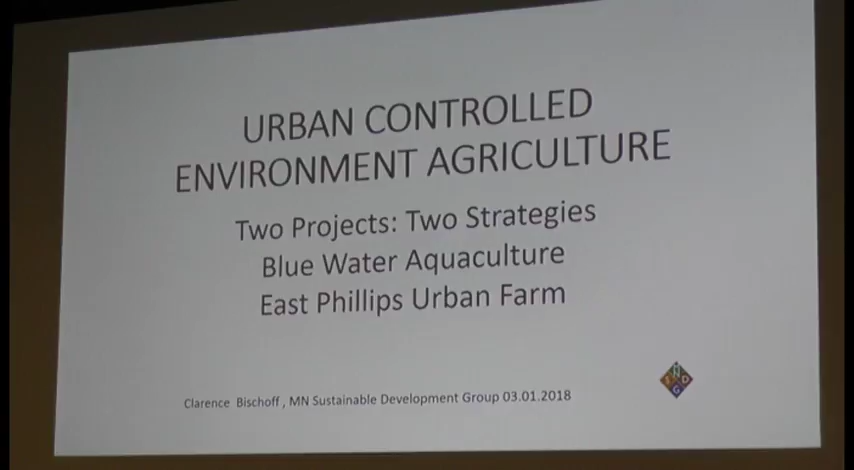 URBAN CONTROLLED
ENVIRONMENT AGRICULTURE
Two Projects: Two Strategies
Blue Water Aquaculture
East Phillips Urban Farm
Clarence Bischoff , MN Sustainable Development Group 03.01.2018